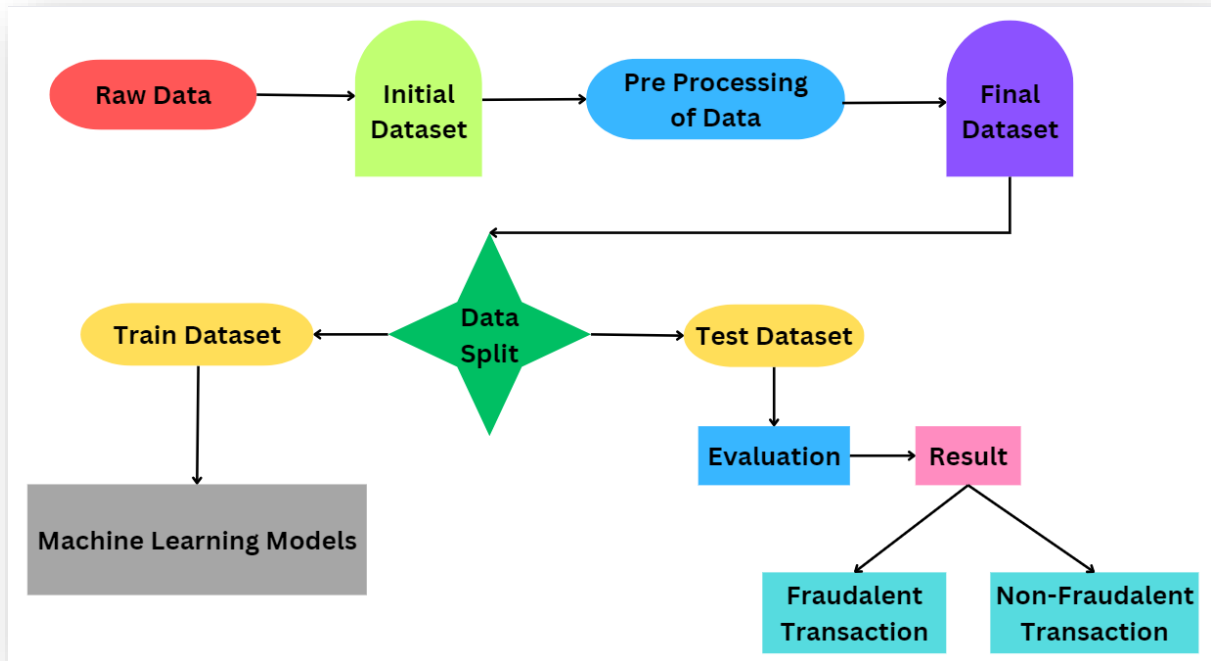 Raw Data
Initial
Dataset
Pre Processing
of Data
Final
Dataset
Train Dataset
Data
Split
Test Dataset
Evaluation
Result
Machine Learning Models
Fraudalent
Transaction
Non-Fraudalent
Transaction